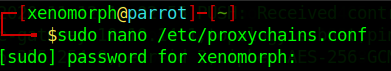 ┌─[xenomorph@parrot]─[~]
└──╼ $sudo nano /etc/proxychains.conf
[sudo] password for xenomorph: